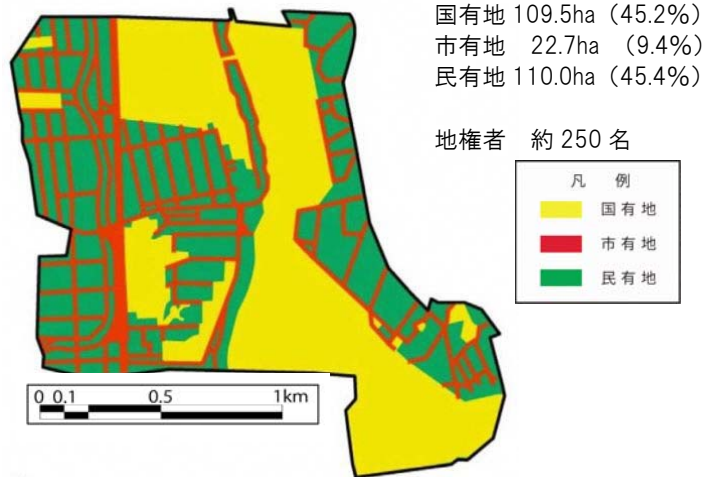 国有地 109.5ha（45.2%）
市有地　22.7ha　（9.4%）
民有地 110.0ha（45.4%）
地権者　約 250 名
凡　例
国有地
市有地
民有地
0 0.1 0.5 1km